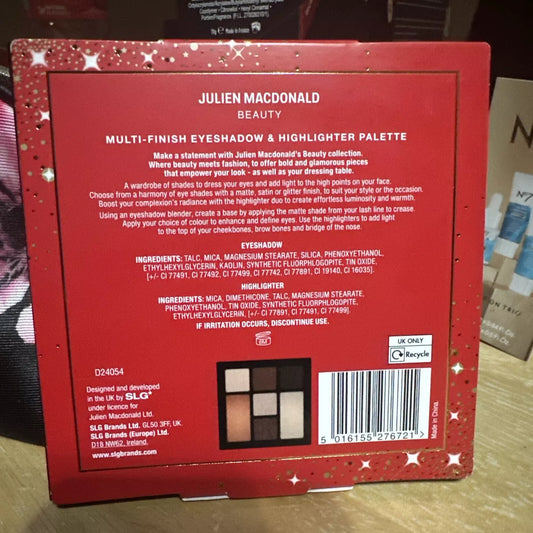 75g ℮ Made in France
JULIEN MACDONALD
BEAUTY
MULTI-FINISH EYESHADOW & HIGHLIGHTER PALETTE
Make a statement with Julien Macdonald's Beauty collection.
Where beauty meets fashion, to offer bold and glamorous pieces
that empower your look - as well as your dressing table.
A wardrobe of shades to dress your eyes and add light to the high points on your face.
Choose from a harmony of eye shades with a matte, satin or glitter finish, to suit your style or the occasion.
Boost your complexion's radiance with the highlighter duo to create effortless luminosity and warmth.
Using an eyeshadow blender, create a base by applying the matte shade from your lash line to crease.
Apply your choice of colour to enhance and define eyes. Use the highlighters to add light
to the top of your cheekbones, brow bones and bridge of the nose.
EYESHADOW
INGREDIENTS: TALC, MICA, MAGNESIUM STEARATE, SILICA, PHENOXYETHANOL,
ETHYLHEXYLGLYCERIN, KAOLIN, SYNTHETIC FLUORPHLOGOPITE, TIN OXIDE,
[+/- CI 77491, CI 77492, CI 77499, CI 77742, CI 77891, CI 19140, CI 16035].
HIGHLIGHTER
INGREDIENTS: MICA, DIMETHICONE, TALC, MAGNESIUM STEARATE,
PHENOXYETHANOL, TIN OXIDE, SYNTHETIC FLUORPHLOGOPITE,
ETHYLHEXYLGLYCERIN, [+/- CI 77891, CI 77491, CI 77499].
IF IRRITATION OCCURS, DISCONTINUE USE.
UK ONLY
Recycle
D24054
Designed and developed
in the UK by SLG
under licence for
Julien Macdonald Ltd.
SLG Brands Ltd. GL50 3FF, UK.
SLG Brands (Europe) Ltd.
D18 NW62, Ireland.
www.slgbrands.com
5 016155 276721 >
Made in China.
N
Nº7